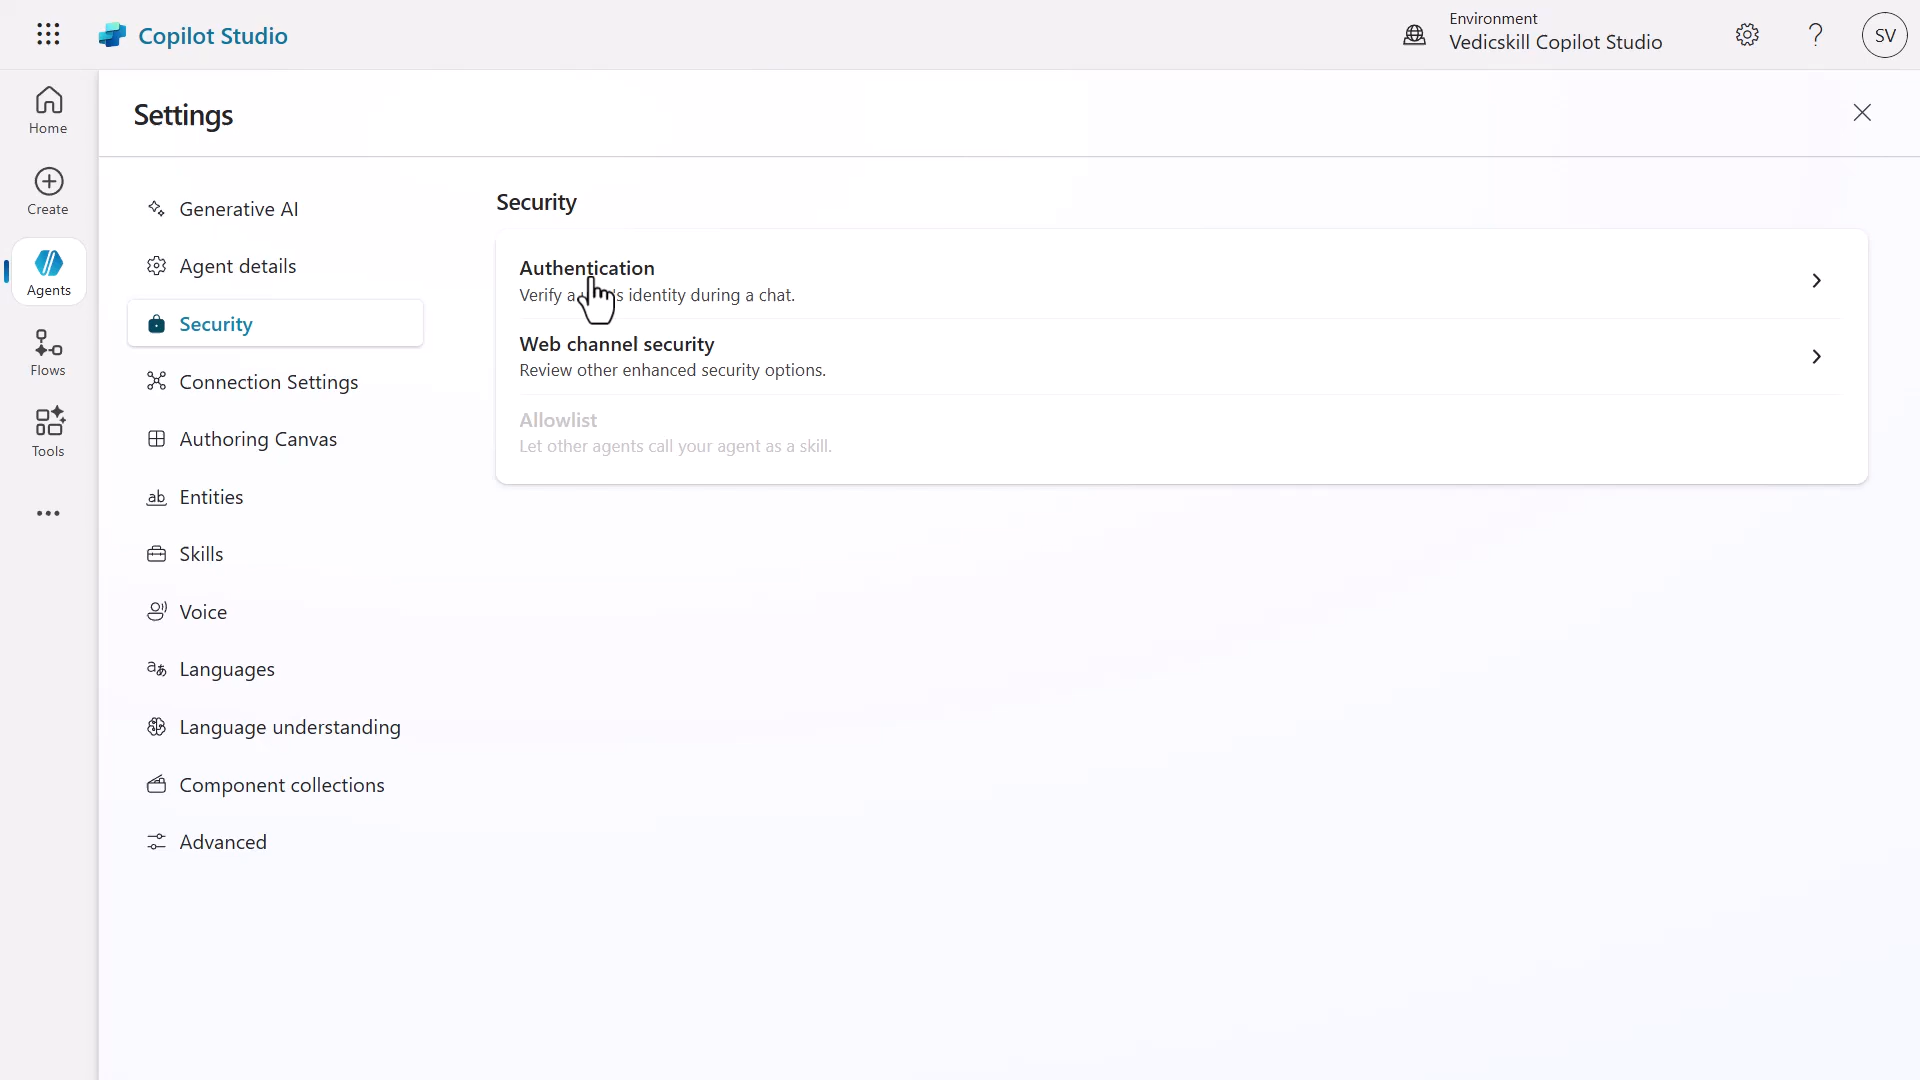 Copilot Studio
Environment
Vedicskill Copilot Studio
SV
Home
Create
Agents
Flows
Tools
Settings
Generative AI
Agent details
Security
Connection Settings
Authoring Canvas
Entities
Skills
Voice
Languages
Language understanding
Component collections
Advanced
Security
Authentication
Verify a identity during a chat.
Web channel security
Review other enhanced security options.
Allowlist
Let other agents call your agent as a skill.